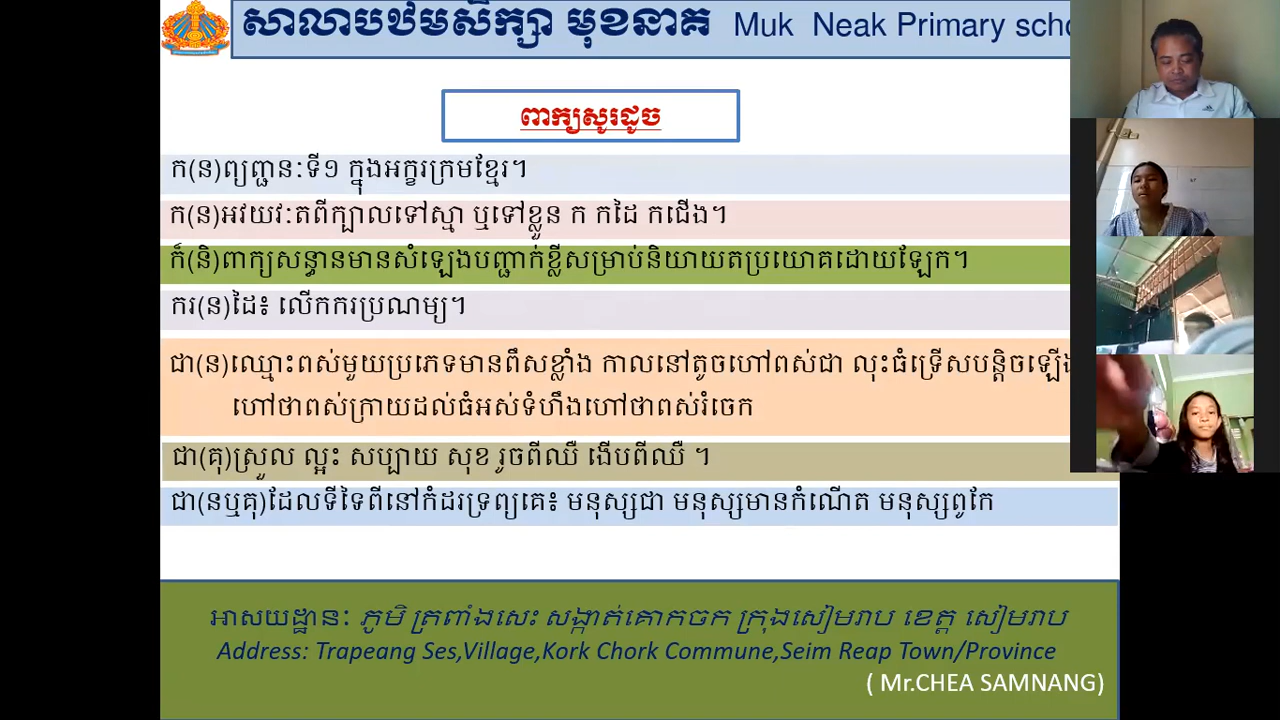 សាលាបឋមសិក្សា មុខនាគ Muk Neak Primary scho
ពាក្យសូរដូច
ក(ន)ព្យញ្ជនៈទី១ ក្នុងអក្ខរក្រមខ្មែរ។
ក(ន)អវយវៈតពីក្បាលទៅស្មា ឬទៅខ្លួន ក កដៃ កជើង។
ក៏(និ)ពាក្យសន្ធានមានសំឡេងបញ្ជាក់ខ្លីសម្រាប់និយាយតប្រយោគដោយឡែក។
ករ(ន)ដៃ៖ លើកករប្រណម្យ។
ជា(ន)ឈ្មោះពស់មួយប្រភេទមានពឹសខ្លាំង កាលនៅតូចហៅពស់ជា លុះធំទ្រើសបន្តិចឡើង
ហៅថាពស់ក្រាយដល់ធំអស់ទំហឹងហៅថាពស់រំចេក
ជា(គុ)ស្រួល ល្អះ សប្បាយ សុខ រួចពីឈឺ ងើបពីឈឺ ។
ជា(នឬគុ)ដែលទីទៃពីនៅកំដរទ្រព្យគេ៖ មនុស្សជា មនុស្សមានកំណើត មនុស្សពូកែ
អាសយដ្ឋានៈ ភូមិ ត្រពាំងសេះ សង្កាត់គោកចក ក្រុងសៀមរាប ខេត្ត សៀមរាប
Address: Trapeang Ses,Village,Kork Chork Commune,Seim Reap Town/Province
( Mr.CHEA SAMNANG)